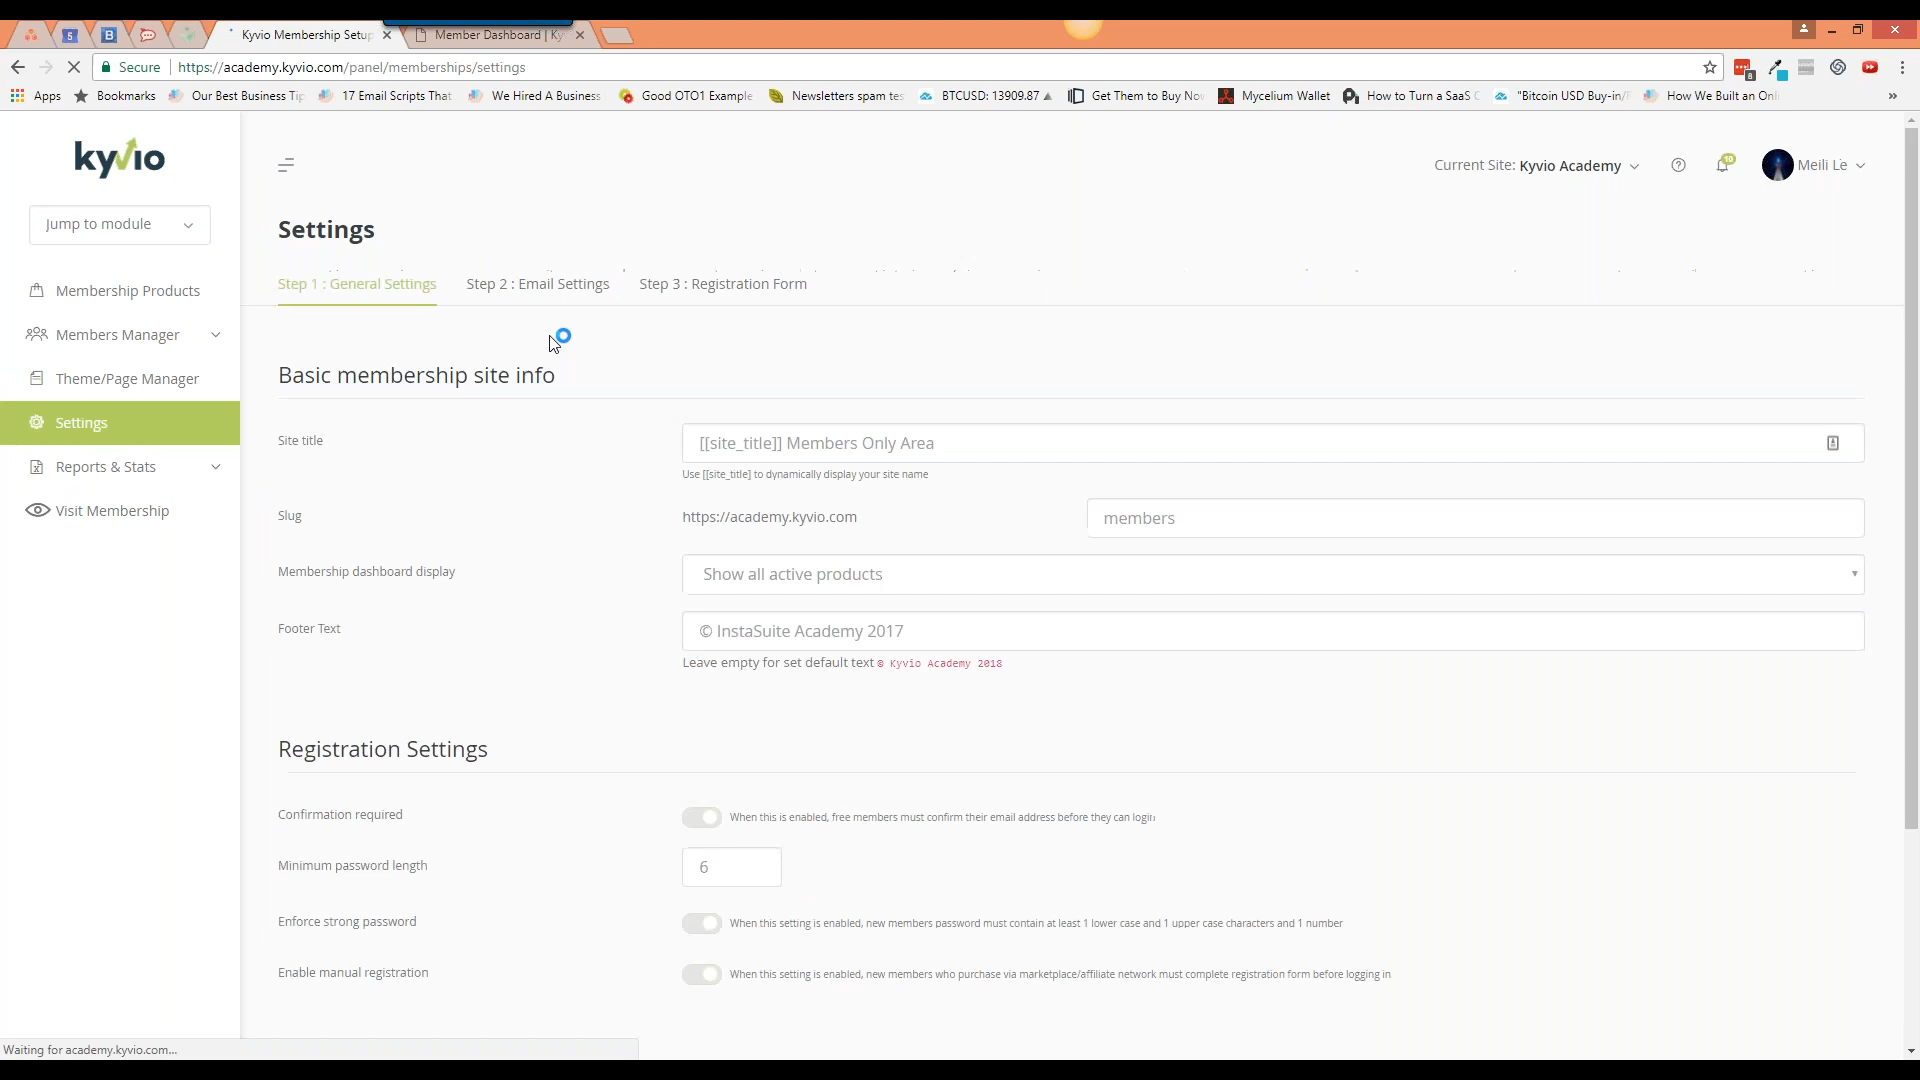 5
B
Kyvio Membership Setup
Member Dashboard | Ky
Secure
https://academy.kyvio.com/panel/memberships/settings
8
Apps
Bookmarks
Our Best Business Tip
17 Email Scripts That
We Hired A Business
Good OTO1 Example
Newsletters spam tes
BTCUSD: 13909.87
Get Them to Buy Now
Mycelium Wallet
How to Turn a SaaS C
"Bitcoin USD Buy-in/
How We Built an Onl
»
kyvio
Current Site: Kyvio Academy
10
Meili Le
Jump to module
Settings
Step 1 : General Settings
Step 2 : Email Settings
Step 3 : Registration Form
Membership Products
Members Manager
Theme/Page Manager
Settings
Reports & Stats
Visit Membership
Basic membership site info
Site title
[[site_title]] Members Only Area
Use [[site_title] to dynamically display your site name
Slug
https://academy.kyvio.com
members
Membership dashboard display
Show all active products
Footer Text
© InstaSuite Academy 2017
Leave empty for set default text © Kyvio Academy 2018
Registration Settings
Confirmation required
When this is enabled, free members must confirm their email address before they can login
Minimum password length
6
Enforce strong password
When this setting is enabled, new members password must contain at least 1 lower case and 1 upper case characters and 1 number
Enable manual registration
When this setting is enabled, new members who purchase via marketplace/affiliate network must complete registration form before logging in
Waiting for academy.kyvio.com...